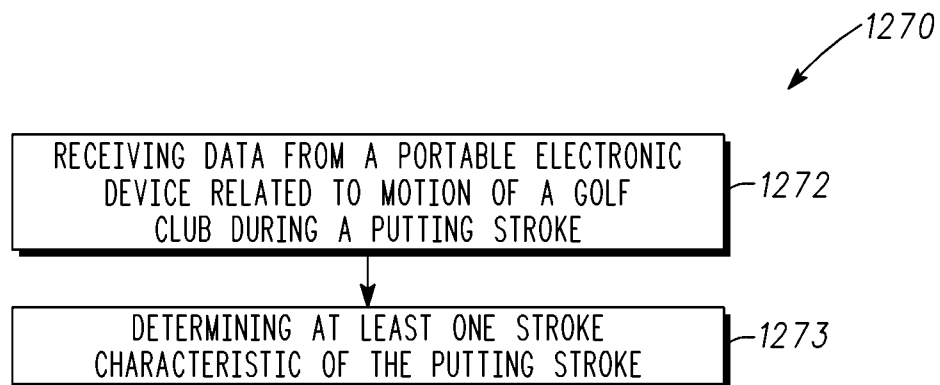 1270
RECEIVING DATA FROM A PORTABLE ELECTRONIC
DEVICE RELATED TO MOTION OF A GOLF
CLUB DURING A PUTTING STROKE
1272
DETERMINING AT LEAST ONE STROKE
CHARACTERISTIC OF THE PUTTING STROKE
1273